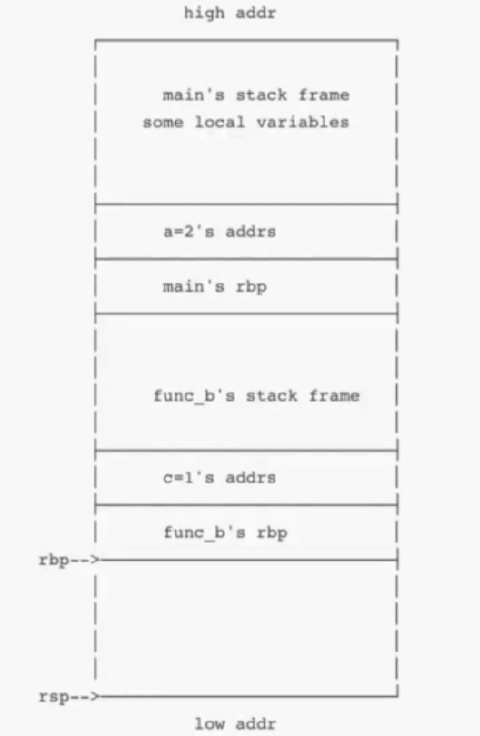 high addr
main's stack frame
some local variables
a=2's addrs
main's rbp
func_b's stack frame
c=1's addrs
func_b's rbp
rbp-->
rsp-->
low addr